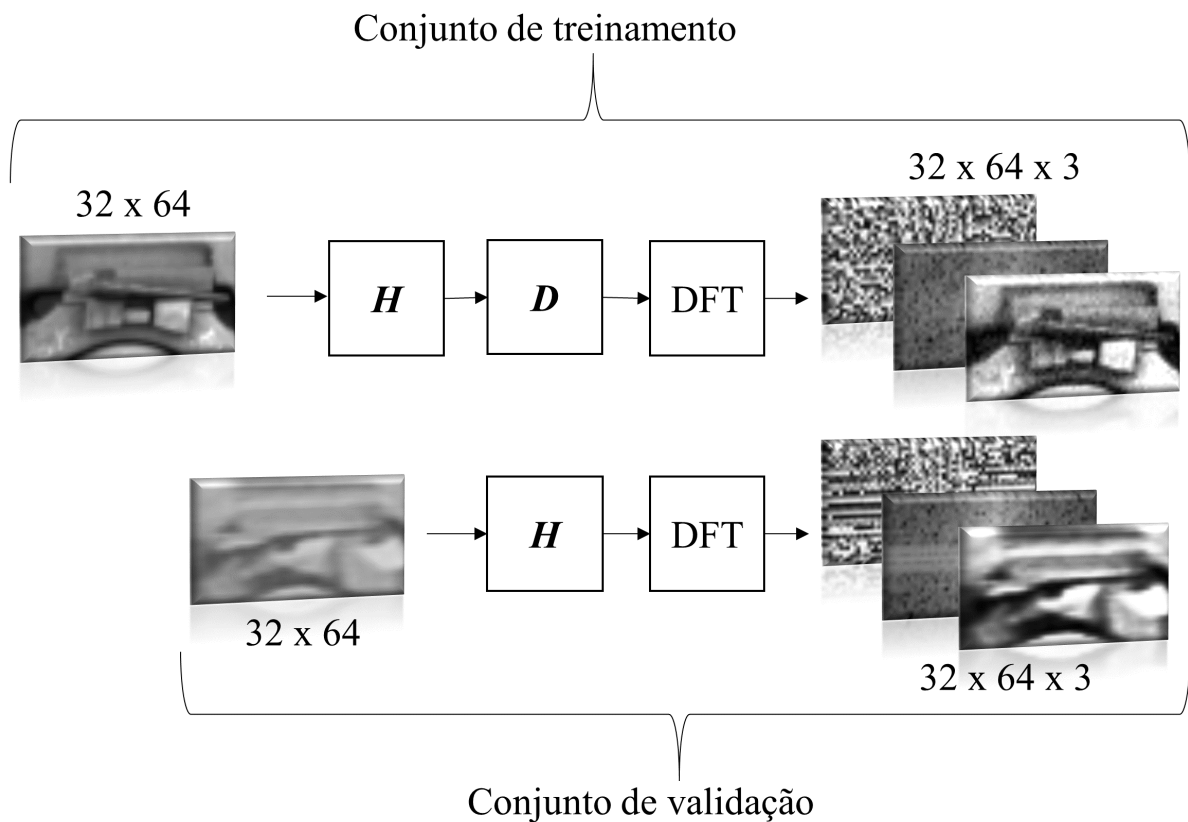 Conjunto de treinamento
32 x 64
32 x 64 x 3
H
D
DFT
H
DFT
32 x 64
32 x 64 x 3
Conjunto de validação